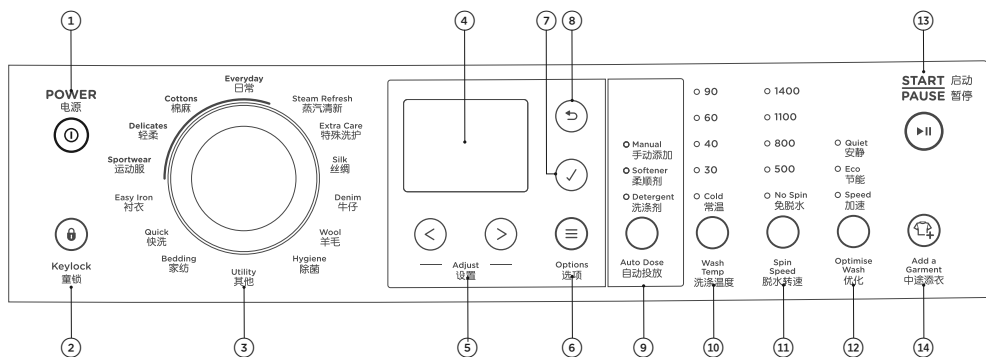 1
4
7
8
13
POWER
电源
Everyday
日常
Cottons
棉麻
Steam Refresh
蒸汽清新
Delicates
轻柔
Extra Care
特殊洗护
Sportwear
运动服
Silk
丝绸
Easy Iron
衬衣
Denim
牛仔
Quick
快洗
Wool
羊毛
Bedding
家纺
Hygiene
除菌
Utility
其他
Keylock
童锁
< >
Adjust
设置
Options
选项
Manual
手动添加
Softener
柔顺剂
Detergent
洗涤剂
Auto Dose
自动投放
90
60
40
30
Cold
常温
Wash
Temp
洗涤温度
1400
1100
800
500
No Spin
免脱水
Spin
Speed
脱水转速
Quiet
安静
Eco
节能
Speed
加速
Optimise
Wash
优化
START 启动
PAUSE 暂停
Add a
Garment
中途添衣
2
3
5
6
9
10
11
12
14